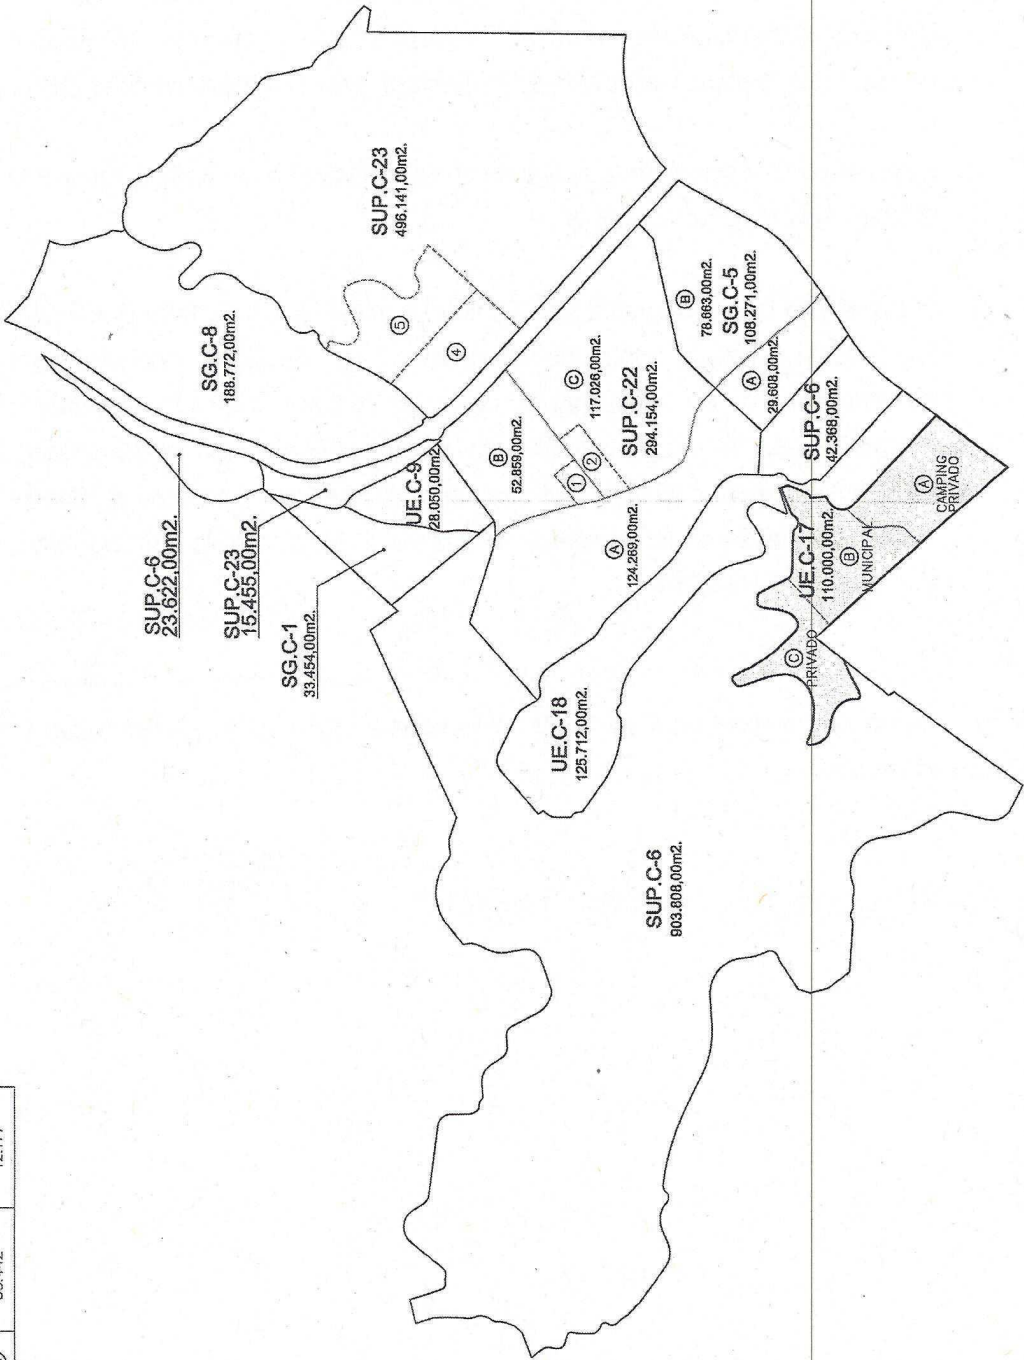 SUP.C-23
496.141,00m2.
SG.C-8
188.772,00m2.
5
4
B
78.663,00m2.
SG.C-5
108.271,00m2.
A
29.608,00m2.
C
117.026,00m2.
SUP.C-22
294.154,00m2.
B
52.859,00m2.
1
2
SUP.C-6
42.368,00m2.
UE.C-9
28.050,00m2.
A
124.269,00m2.
A
CAMPING
PRIVADO
UE.C-17
110.000,00m2.
B
MUNICIPAL
C
PRIVADO
SUP.C-6
23.622,00m2.
SUP.C-23
15.455,00m2.
SG.C-1
33.454,00m2.
UE.C-18
125.712,00m2.
SUP.C-6
903.808,00m2.